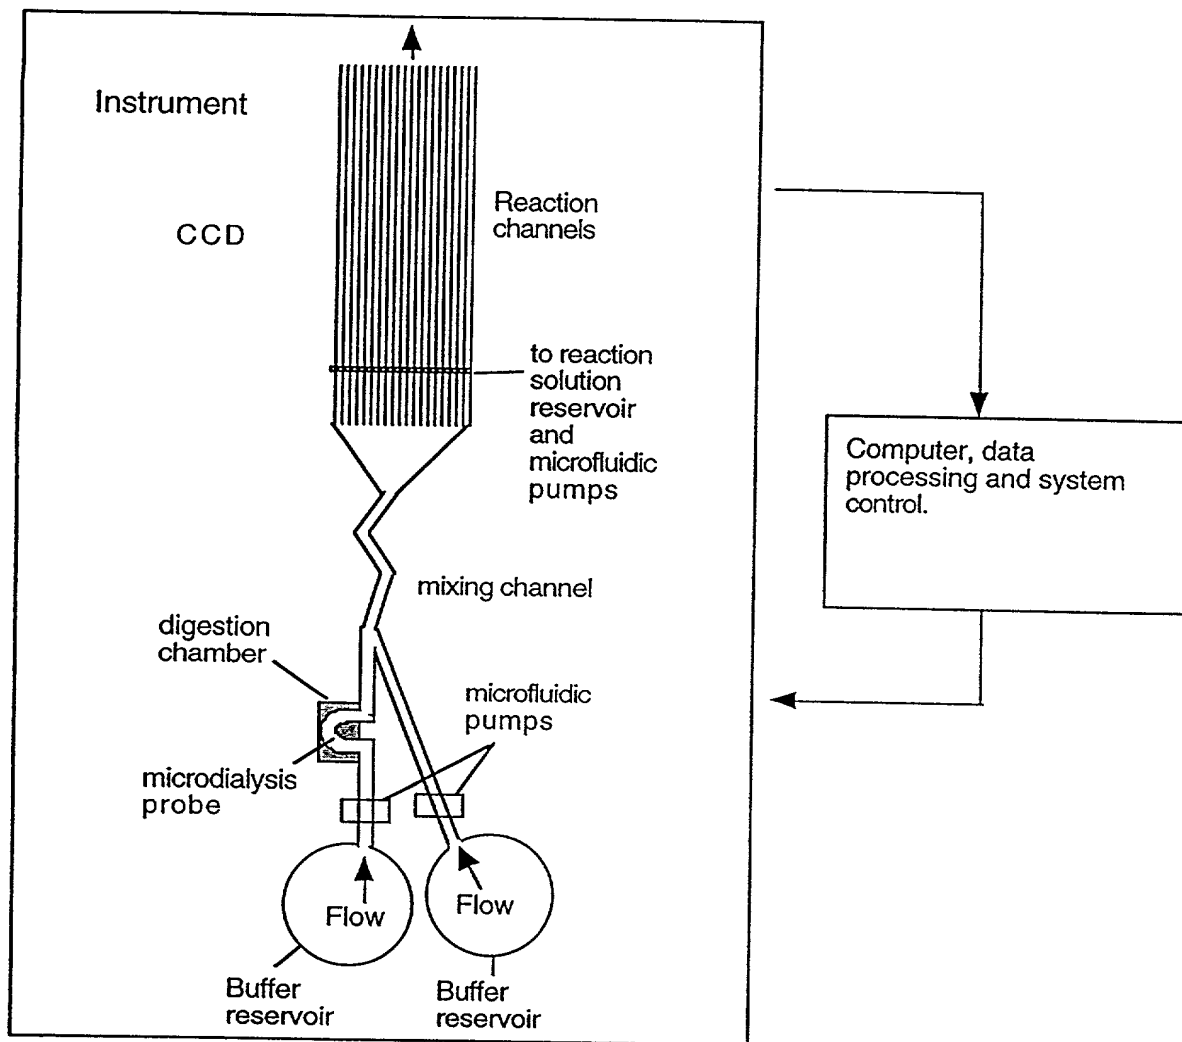 Instrument
CCD
Reaction
channels
to reaction
solution
reservoir
and
microfluidic
pumps
Computer, data
processing and system
control.
mixing channel
digestion
chamber
microfluidic
pumps
microdialysis
probe
Flow
Flow
Buffer
reservoir
Buffer
reservoir